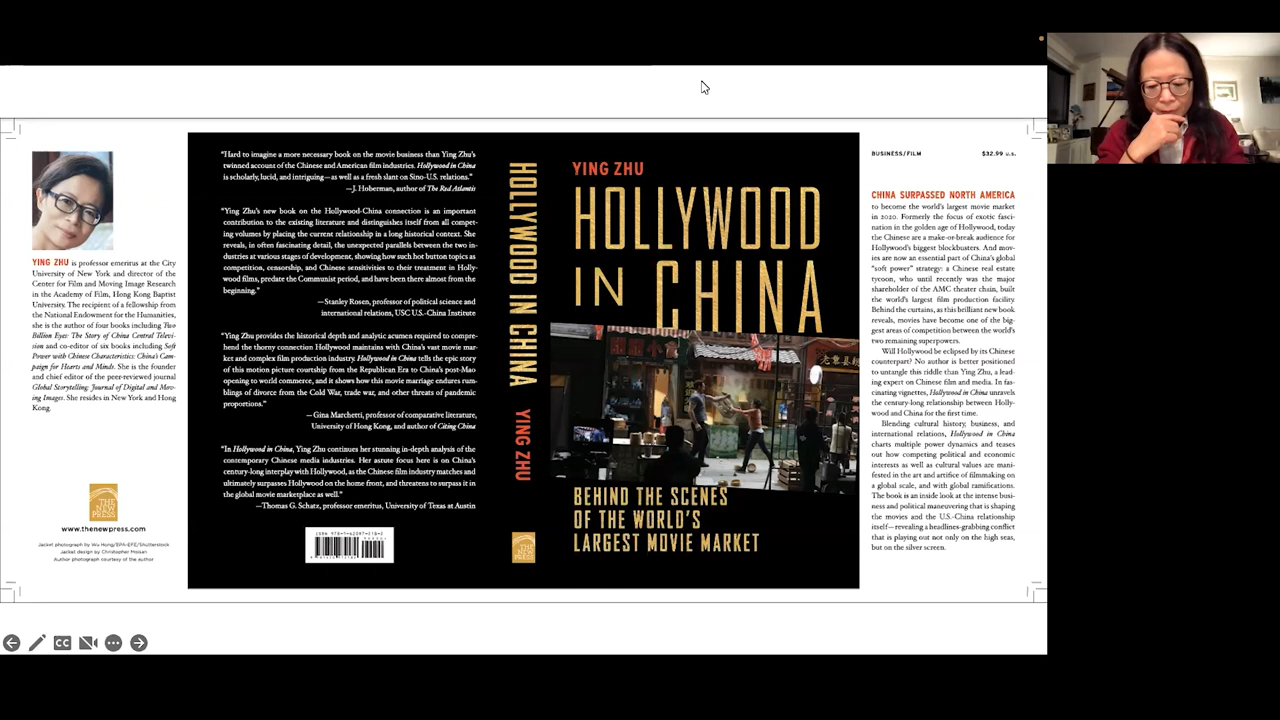 YING ZHU is professor emeritus at the City
University of New York and director of the
Center for Film and Moving Image Research
in the Academy of Film, Hong Kong Baptist
University. The recipient of a fellowship from
the National Endowment for the Humanities,
she is the author of four books including Two
Billion Eyes: The Story of China Central Televi-
sion and co-editor of six books including Soft
Power with Chinese Characteristics: China's Cam-
paign for Hearts and Minds. She is the founder
and chief editor of the peer-reviewed journal
Global Storytelling: Journal of Digital and Mov-
ing Images. She resides in New York and Hong
Kong.
THE
NEW
PRESS
www.thenewpress.com
Jacket photograph by Wu Hong/EPA-EFE/Shutterstock
Jacket design by Christopher Moisan
Author photograph courtesy of the author
"Hard to imagine a more necessary book on the movie business than Ying Zhu's
twinned account of the Chinese and American film industries. Hollywood in China
is scholarly, lucid, and intriguing—as well as a fresh slant on Sino-U.S. relations."
—J. Hoberman, author of The Red Atlantis
"Ying Zhu's new book on the Hollywood-China connection is an important
contribution to the existing literature and distinguishes itself from all compet-
ing volumes by placing the current relationship in a long historical context. She
reveals, in often fascinating detail, the unexpected parallels between the two in-
dustries at various stages of development, showing how such hot button topics as
competition, censorship, and Chinese sensitivities to their treatment in Holly-
wood films, predate the Communist period, and have been there almost from the
beginning."
—Stanley Rosen, professor of political science and
international relations, USC U.S.-China Institute
"Ying Zhu provides the historical depth and analytic acumen required to compre-
hend the thorny connection Hollywood maintains with China's vast movie mar-
ket and complex film production industry. Hollywood in China tells the epic story
of this motion picture courtship from the Republican Era to China's post-Mao
opening to world commerce, and it shows how this movie marriage endures rum-
blings of divorce from the Cold War, trade war, and other threats of pandemic
proportions."
—Gina Marchetti, professor of comparative literature,
University of Hong Kong, and author of Citing China
"In Hollywood in China, Ying Zhu continues her stunning in-depth analysis of the
contemporary Chinese media industries. Her astute focus here is on China's
century-long interplay with Hollywood, as the Chinese film industry matches and
ultimately surpasses Hollywood on the home front, and threatens to surpass it in
the global movie marketplace as well."
—Thomas G. Schatz, professor emeritus, University of Texas at Austin
HOLLYWOOD IN CHINA
YING ZHU
YING ZHU
HOLLYWOOD
IN CHINA
BEHIND THE SCENES
OF THE WORLD'S
LARGEST MOVIE MARKET
BUSINESS/FILM $32.99 U.S.
CHINA SURPASSED NORTH AMERICA
to become the world's largest movie market
in 2020. Formerly the focus of exotic fasci-
nation in the golden age of Hollywood, today
the Chinese are a make-or-break audience for
Hollywood's biggest blockbusters. And mov-
ies are now an essential part of China's global
"soft power" strategy: a Chinese real estate
tycoon, who until recently was the major
shareholder of the AMC theater chain, built
the world's largest film production facility.
Behind the curtains, as this brilliant new book
reveals, movies have become one of the big-
gest areas of competition between the world's
two remaining superpowers.
Will Hollywood be eclipsed by its Chinese
counterpart? No author is better positioned
to untangle this riddle than Ying Zhu, a lead-
ing expert on Chinese film and media. In fas-
cinating vignettes, Hollywood in China unravels
the century-long relationship between Holly-
wood and China for the first time.
Blending cultural history, business, and
international relations, Hollywood in China
charts multiple power dynamics and teases
out how competing political and economic
interests as well as cultural values are mani-
fested in the art and artifice of filmmaking on
a global scale, and with global ramifications.
The book is an inside look at the intense busi-
ness and political maneuvering that is shaping
the movies and the U.S.-China relationship
itself—revealing a headlines-grabbing conflict
that is playing out not only on the high seas,
but on the silver screen.
CC